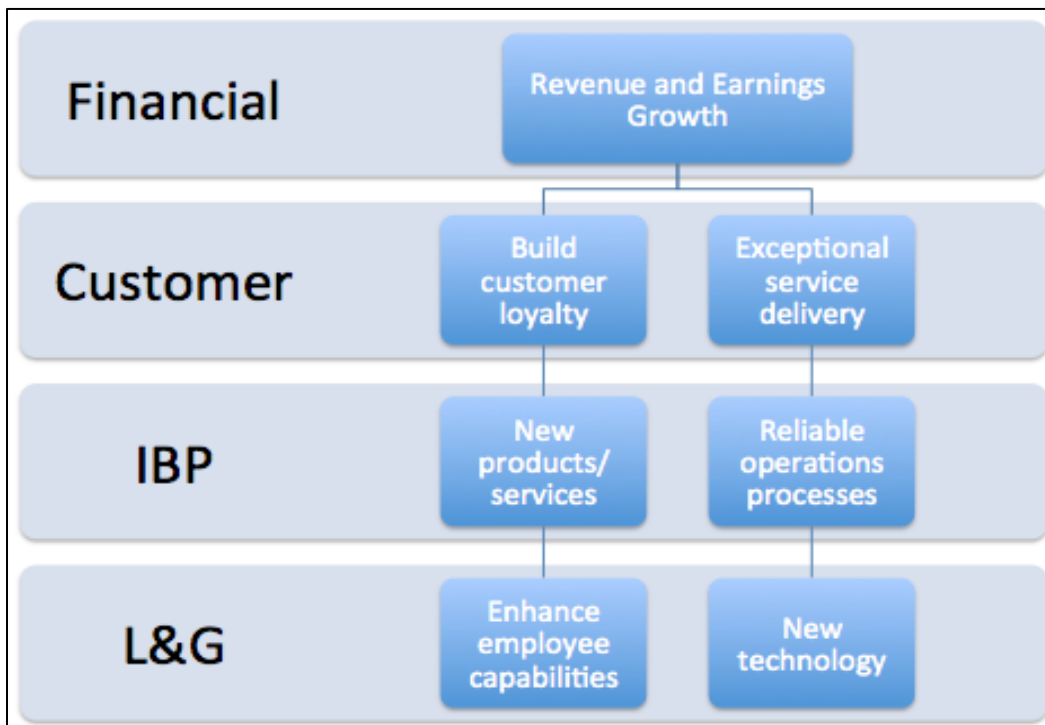 Financial
Revenue and Earnings
Growth
Customer
Build
customer
loyalty
Exceptional
service
delivery
IBP
New
products/
services
Reliable
operations
processes
L&G
Enhance
employee
capabilities
New
technology